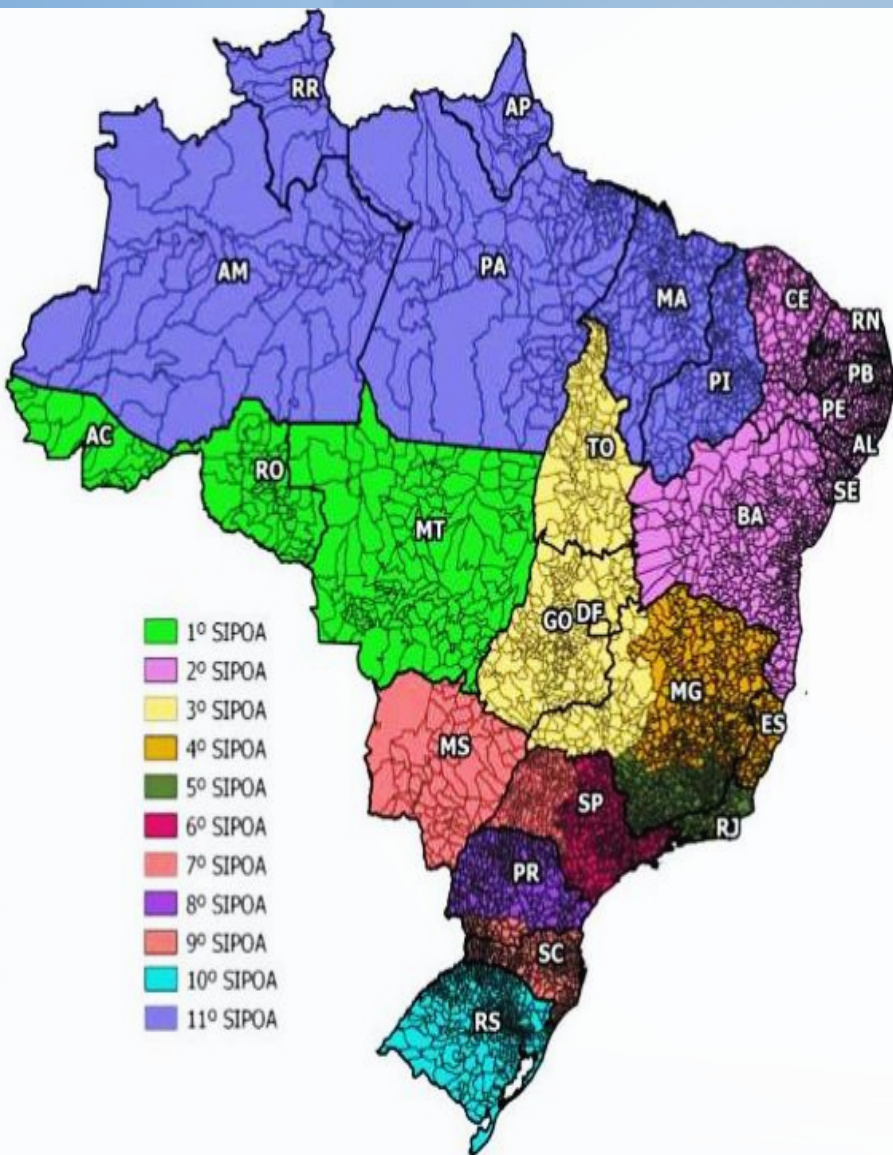 RR
AP
AM
PA
MA
CE
RN
PB
PI
PE
AC
AL
TO
RO
SE
BA
MT
GO
DF
MG
ES
MS
SP
RJ
PR
SC
RS
1º SIPOA
2º SIPOA
3º SIPOA
4º SIPOA
5º SIPOA
6º SIPOA
7º SIPOA
8º SIPOA
9º SIPOA
10º SIPOA
11º SIPOA